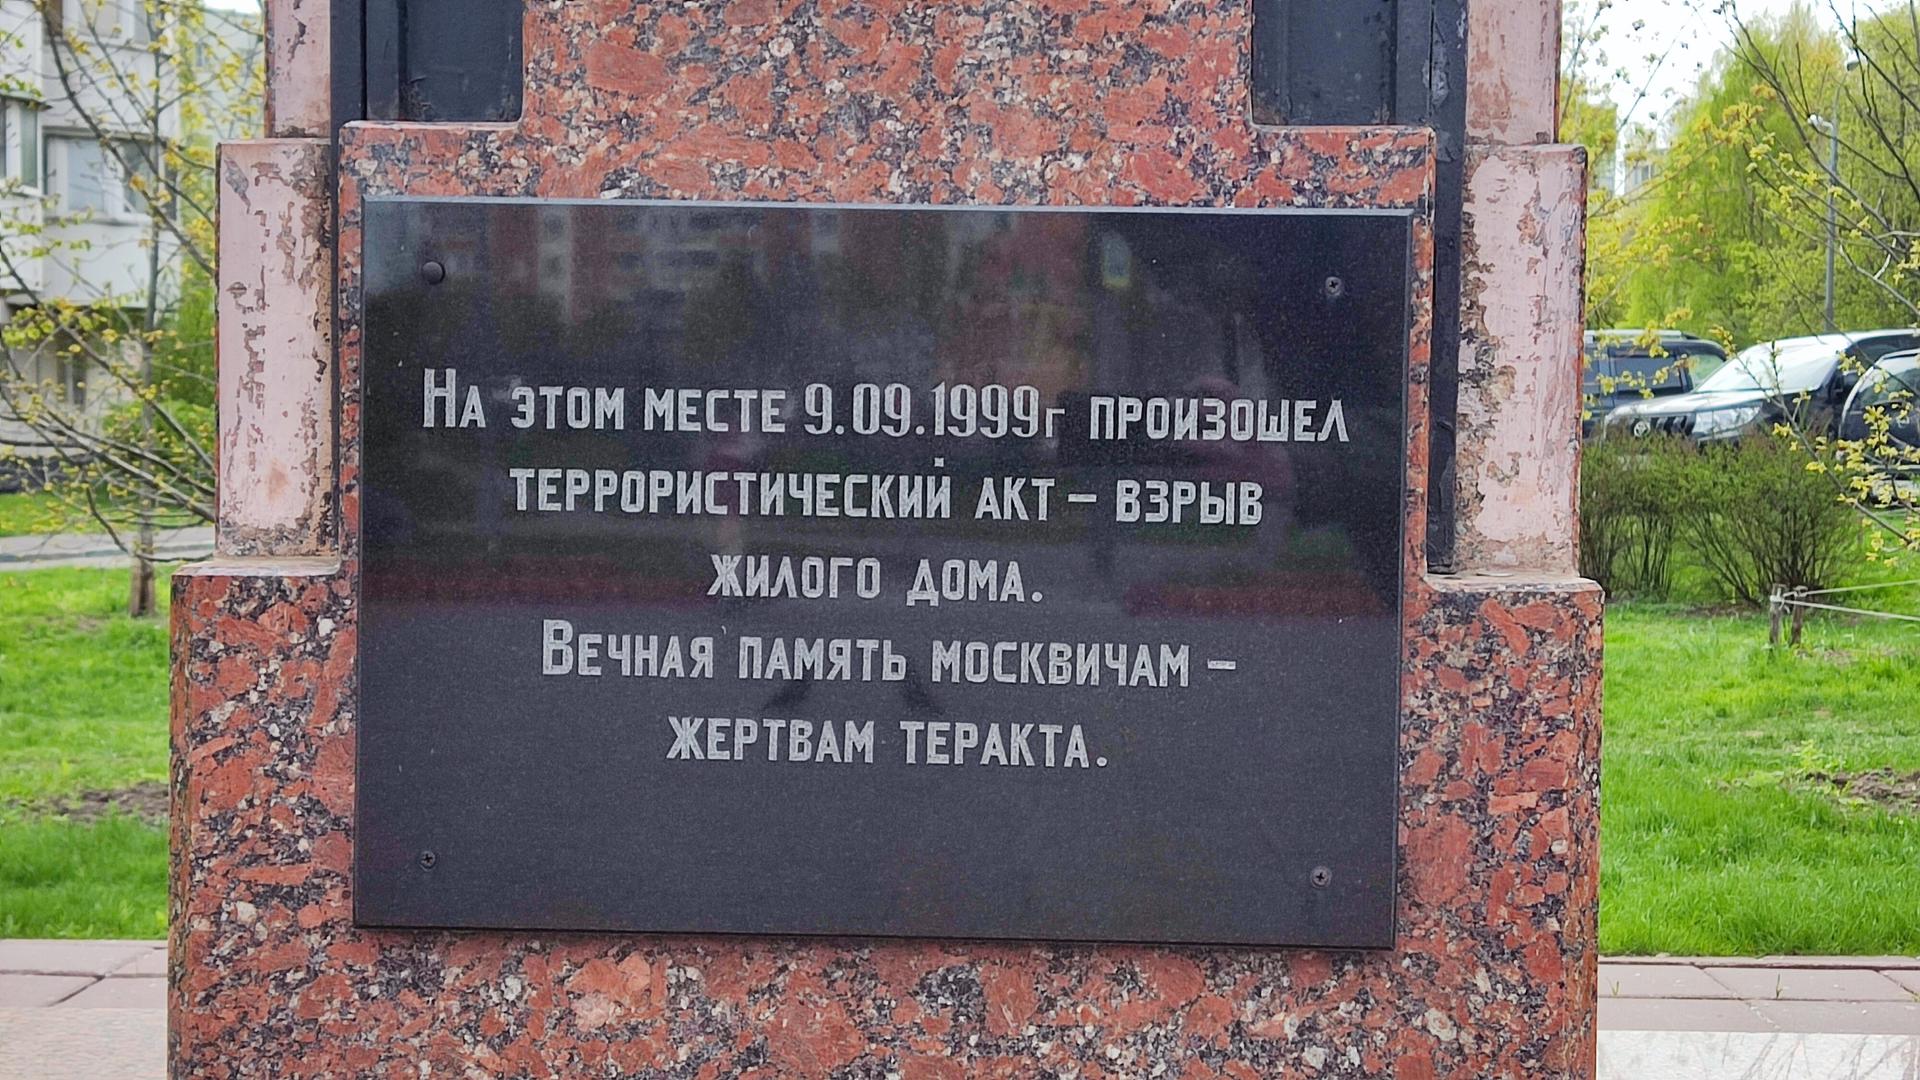 На этом месте 9.09.1999г произошел
террористический акт – взрыв
жилого дома.
Вечная память москвичам –
жертвам теракта.